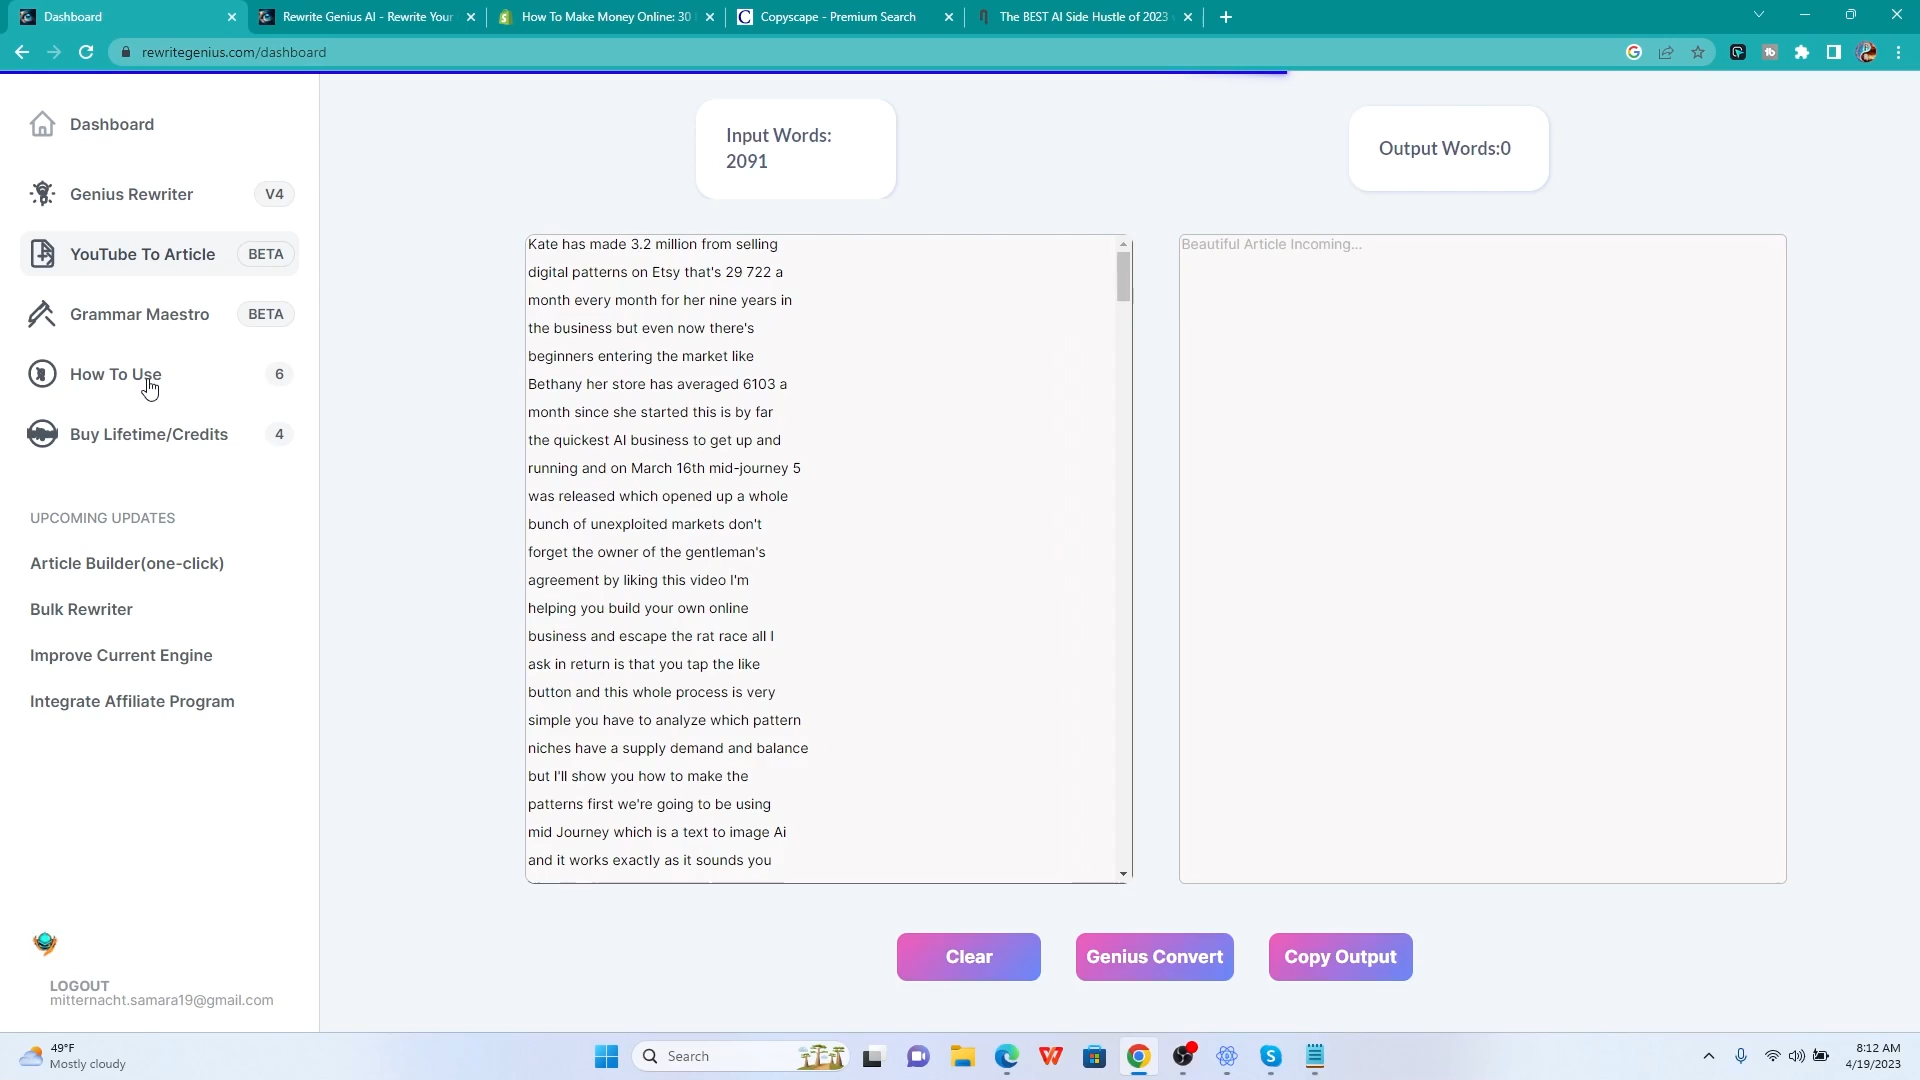 Dashboard
Rewrite Genius AI - Rewrite Your
How To Make Money Online: 30
Copyscape - Premium Search
The BEST AI Side Hustle of 2023
rewritegenius.com/dashboard
Dashboard
Genius Rewriter V4
YouTube To Article BETA
Grammar Maestro BETA
How To Use 6
Buy Lifetime/Credits 4
UPCOMING UPDATES
Article Builder(one-click)
Bulk Rewriter
Improve Current Engine
Integrate Affiliate Program
LOGOUT
mitternacht.samara19@gmail.com
Input Words:
2091
Kate has made 3.2 million from selling
digital patterns on Etsy that's 29 722 a
month every month for her nine years in
the business but even now there's
beginners entering the market like
Bethany her store has averaged 6103 a
month since she started this is by far
the quickest AI business to get up and
running and on March 16th mid-journey 5
was released which opened up a whole
bunch of unexploited markets don't
forget the owner of the gentleman's
agreement by liking this video I'm
helping you build your own online
business and escape the rat race all I
ask in return is that you tap the like
button and this whole process is very
simple you have to analyze which pattern
niches have a supply demand and balance
but I'll show you how to make the
patterns first we're going to be using
mid Journey which is a text to image Ai
and it works exactly as it sounds you
Output Words:0
Beautiful Article Incoming...
Clear
Genius Convert
Copy Output
49°F
Mostly cloudy
Search
8:12 AM
4/19/2023